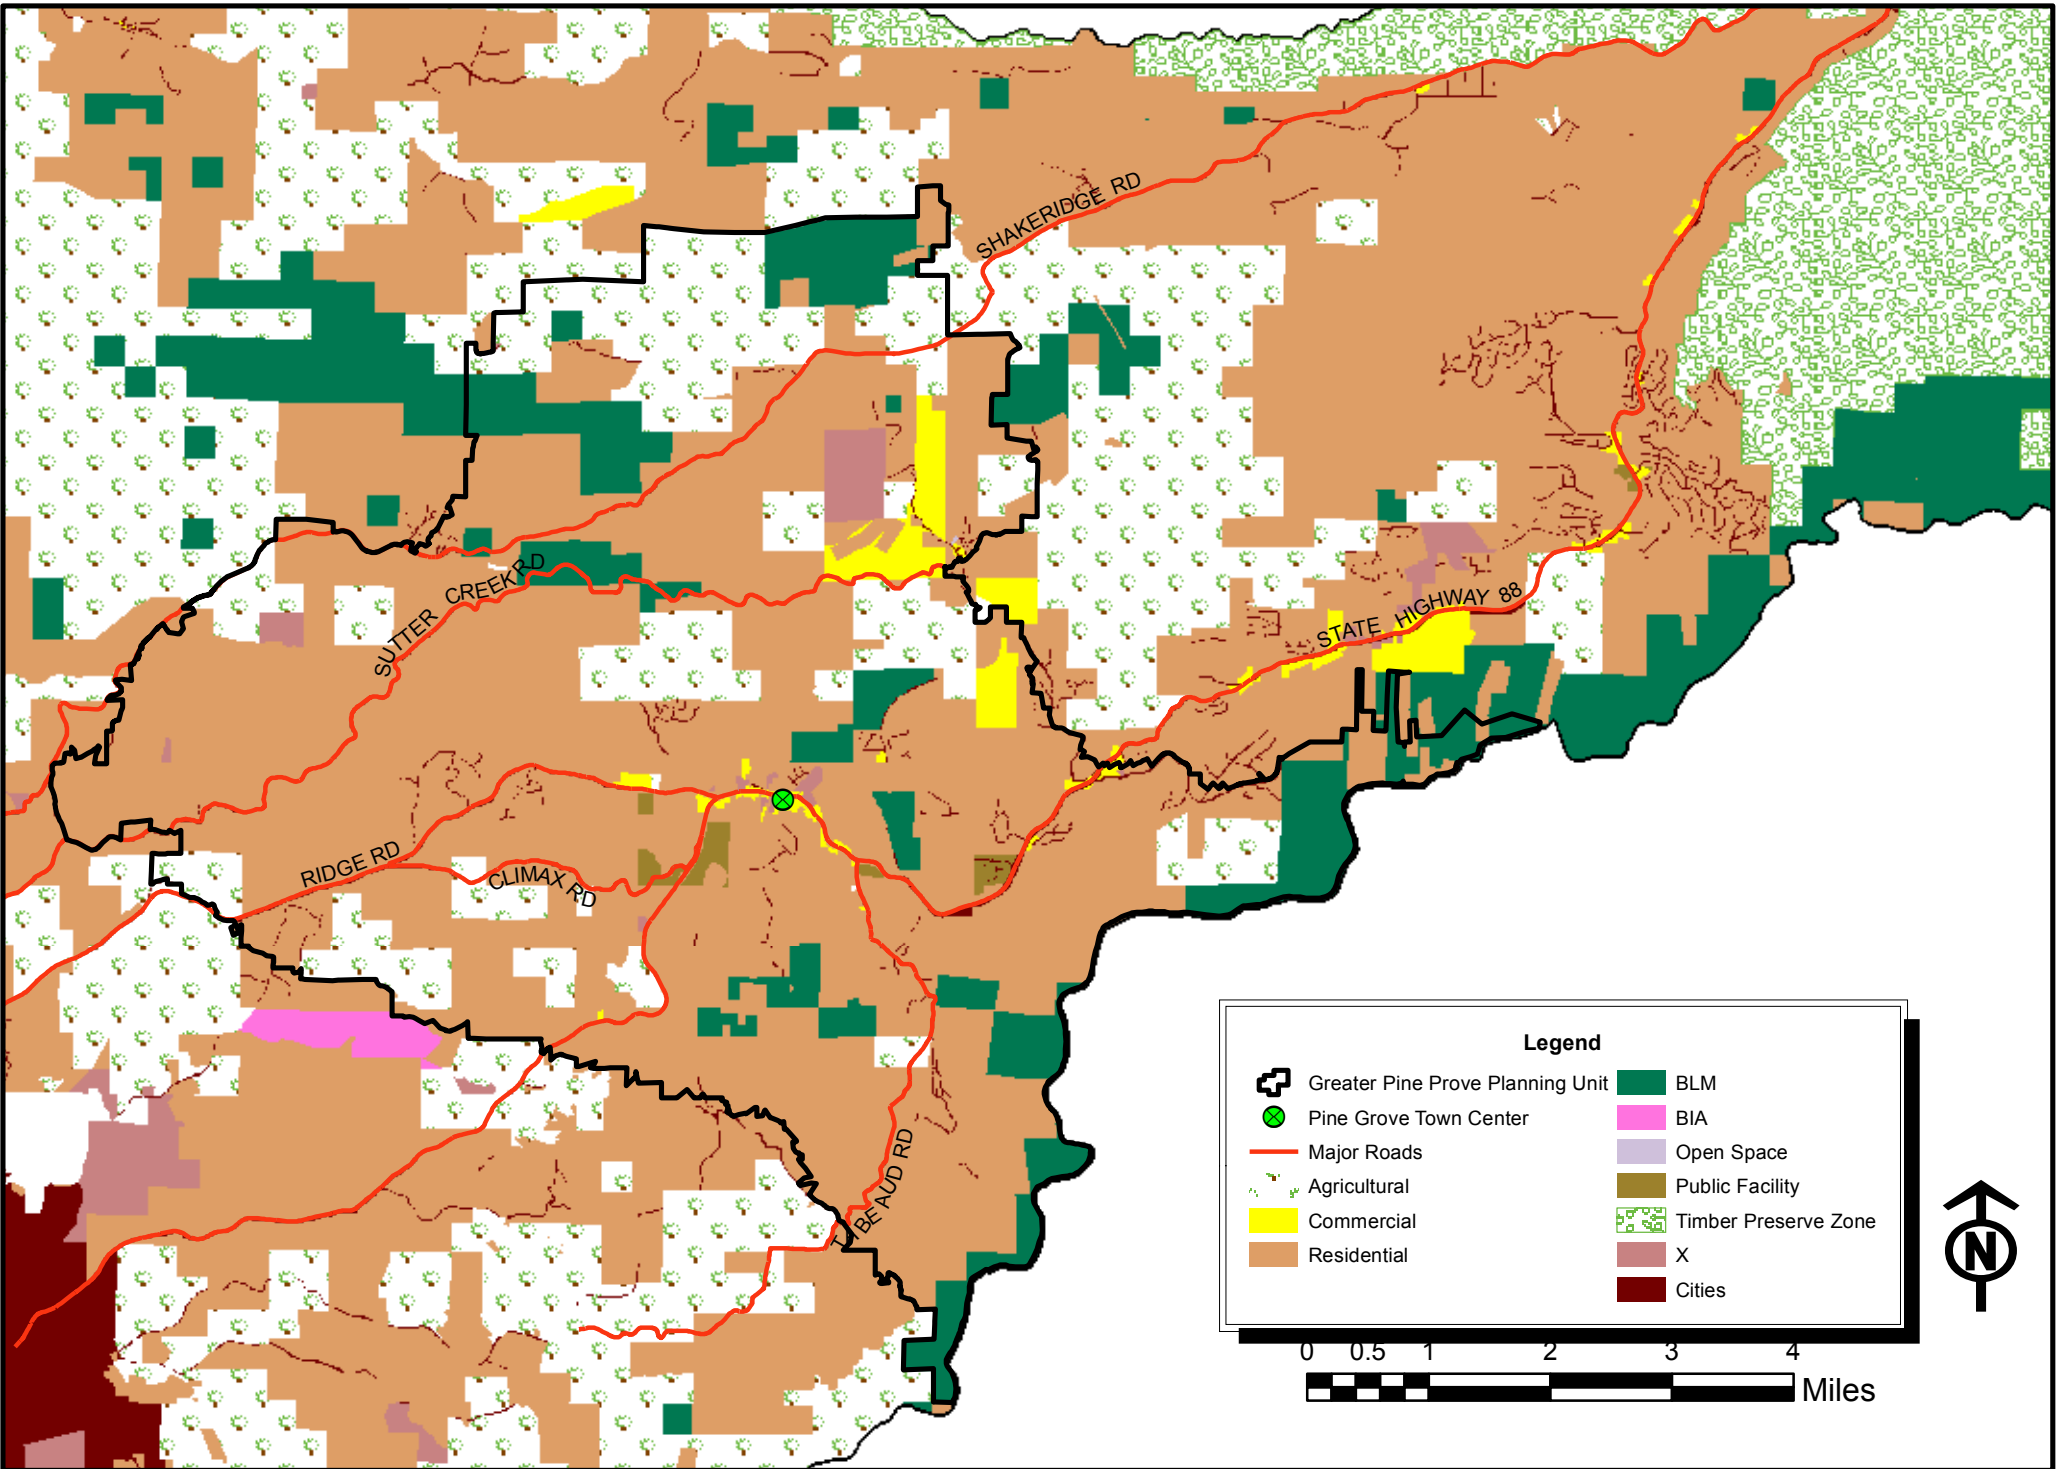 SHAKERIDGE RD
SUTTER CREEK RD
STATE HIGHWAY 88
RIDGE RD
CLIMAX RD
TIBEAUD RD
Legend
Greater Pine Prove Planning Unit
Pine Grove Town Center
Major Roads
Agricultural
Commercial
Residential
BLM
BIA
Open Space
Public Facility
Timber Preserve Zone
X
Cities
N
0 0.5 1 2 3 4
Miles